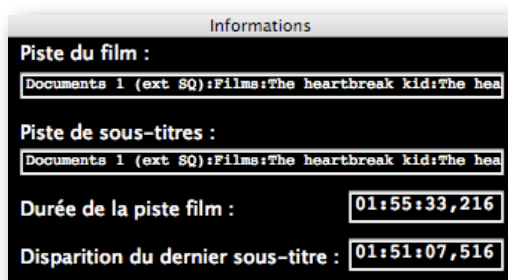 Informations
Piste du film :
Documents 1 (ext SQ):Films:The heartbreak kid:The hea
Piste de sous-titres :
Documents 1 (ext SQ):Films:The heartbreak kid:The hea
Durée de la piste film :
01:55:33,216
Disparition du dernier sous-titre :
01:51:07,516